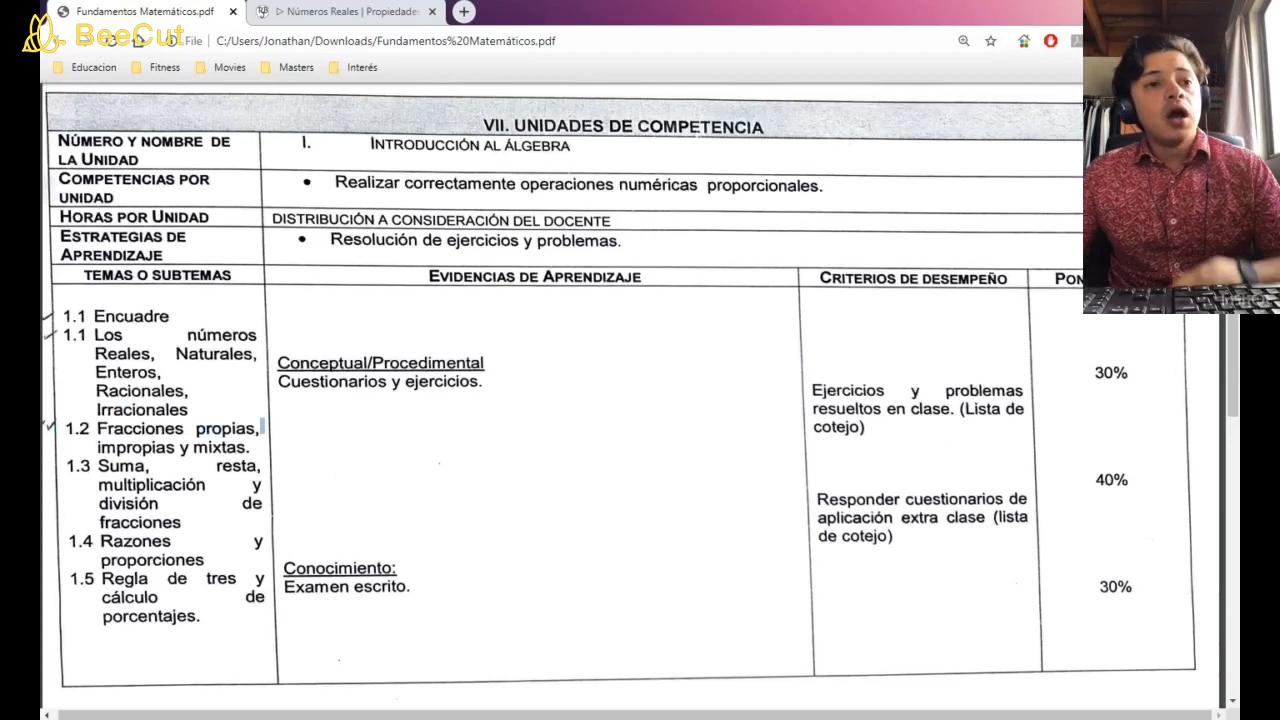 Fundamentos Matemáticos.pdf
Números Reales | Propiedades
BeeCut
File
C:/Users/Jonathan/Downloads/Fundamentos%20Matemáticos.pdf
Educacion
Fitness
Movies
Masters
Interés
VII. UNIDADES DE COMPETENCIA
NÚMERO Y NOMBRE DE
LA UNIDAD
I. INTRODUCCIÓN AL ÁLGEBRA
COMPETENCIAS POR
UNIDAD
• Realizar correctamente operaciones numéricas proporcionales.
HORAS POR UNIDAD
DISTRIBUCIÓN A CONSIDERACIÓN DEL DOCENTE
ESTRATEGIAS DE
APRENDIZAJE
• Resolución de ejercicios y problemas.
TEMAS O SUBTEMAS
EVIDENCIAS DE APRENDIZAJE
CRITERIOS DE DESEMPEÑO
PON
1.1 Encuadre
1.1 Los números
Reales, Naturales,
Enteros,
Racionales,
Irracionales
1.2 Fracciones propias,
impropias y mixtas.
1.3 Suma, resta,
multiplicación y
división de
fracciones
1.4 Razones y
proporciones
1.5 Regla de tres y
cálculo de
porcentajes.
Conceptual/Procedimental
Cuestionarios y ejercicios.
Conocimiento:
Examen escrito.
Ejercicios y problemas
resueltos en clase. (Lista de
cotejo)
Responder cuestionarios de
aplicación extra clase (lista
de cotejo)
30%
40%
30%